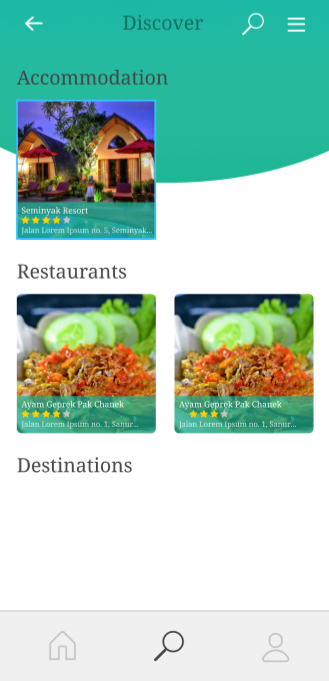 Discover
Accommodation
Seminyak Resort
Jalan Lorem Ipsum no. 5, Seminyak...
Restaurants
Ayam Geprek Pak Chanek
Jalan Lorem Ipsum no. 1, Sanur...
Ayam Geprek Pak Chanek
Jalan Lorem Ipsum no. 1, Sanur...
Destinations